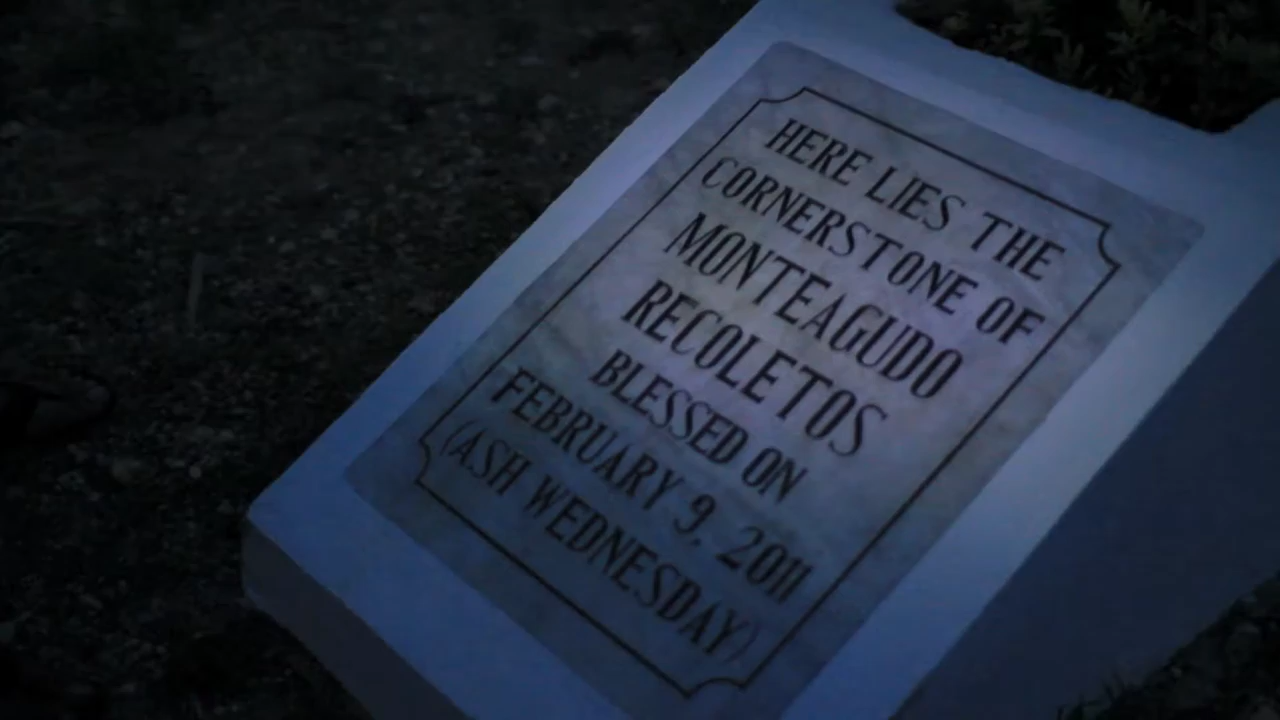 HERE LIES THE
CORNERSTONE OF
MONTEAGUDO
RECOLETOS
BLESSED ON
FEBRUARY 9, 2011
(ASH WEDNESDAY)